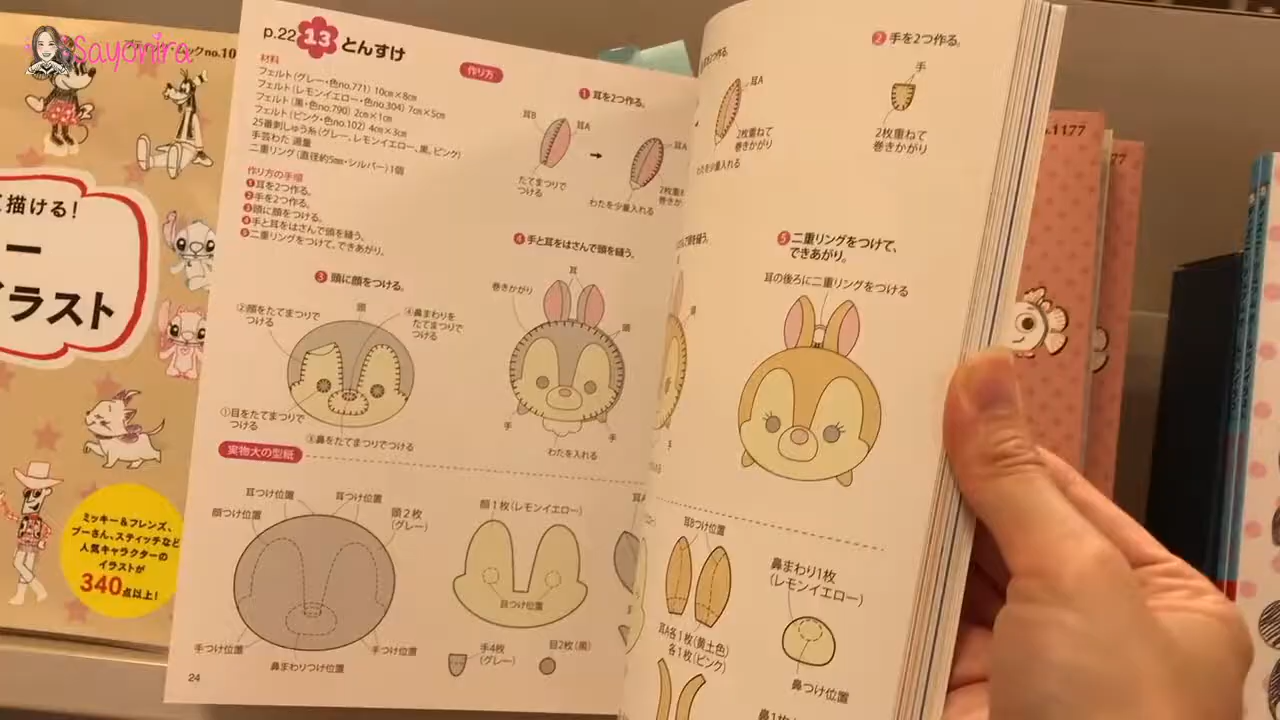 Sayonira
no.10
描ける!
ー
イラスト
ミッキー&フレンズ、
プーさん、スティッチなど
人気キャラクターの
イラストが
340点以上!
p.22 13 とんすけ
材料
フェルト(グレー・色no.771) 10cm×8cm
フェルト(レモンイエロー・色no.304) 7cm×5cm
フェルト(黒・色no.790) 2cm×1cm
フェルト(ピンク・色no.102) 4cm×3cm
25番刺しゅう糸(グレー、レモンイエロー、黒、ピンク)
手芸わた 適量
二重リング(直径約5mm・シルバー)1個
作り方の手順
❶耳を2つ作る。
❷手を2つ作る。
❸頭に顔をつける。
❹手と耳をはさんで頭を縫う。
❺二重リングをつけて、できあがり。
作り方
❶ 耳を2つ作る。
耳B
耳A
たてまつりで
つける
耳A
わたを少量入れる
❸ 頭に顔をつける。
②顔をたてまつりで
つける
頭
④鼻まわりを
たてまつりで
つける
①目をたてまつりで
つける
③鼻をたてまつりでつける
❹ 手と耳をはさんで頭を縫う。
耳
巻きかがり
頭
手
手
わたを入れる
実物大の型紙
耳つけ位置
耳つけ位置
顔つけ位置
頭2枚
(グレー)
手つけ位置
手つけ位置
鼻まわりつけ位置
顔1枚(レモンイエロー)
目つけ位置
手4枚
(グレー)
目2枚(黒)
24
耳A
2枚重ねて
巻きかがり
わたを少量入れる
❷ 手を2つ作る。
手
2枚重ねて
巻きかがり
❺ 二重リングをつけて、
できあがり。
耳の後ろに二重リングをつける
耳Bつけ位置
耳A各1枚(黄土色)
各1枚(ピンク)
鼻まわり1枚
(レモンイエロー)
鼻つけ位置
1177
77